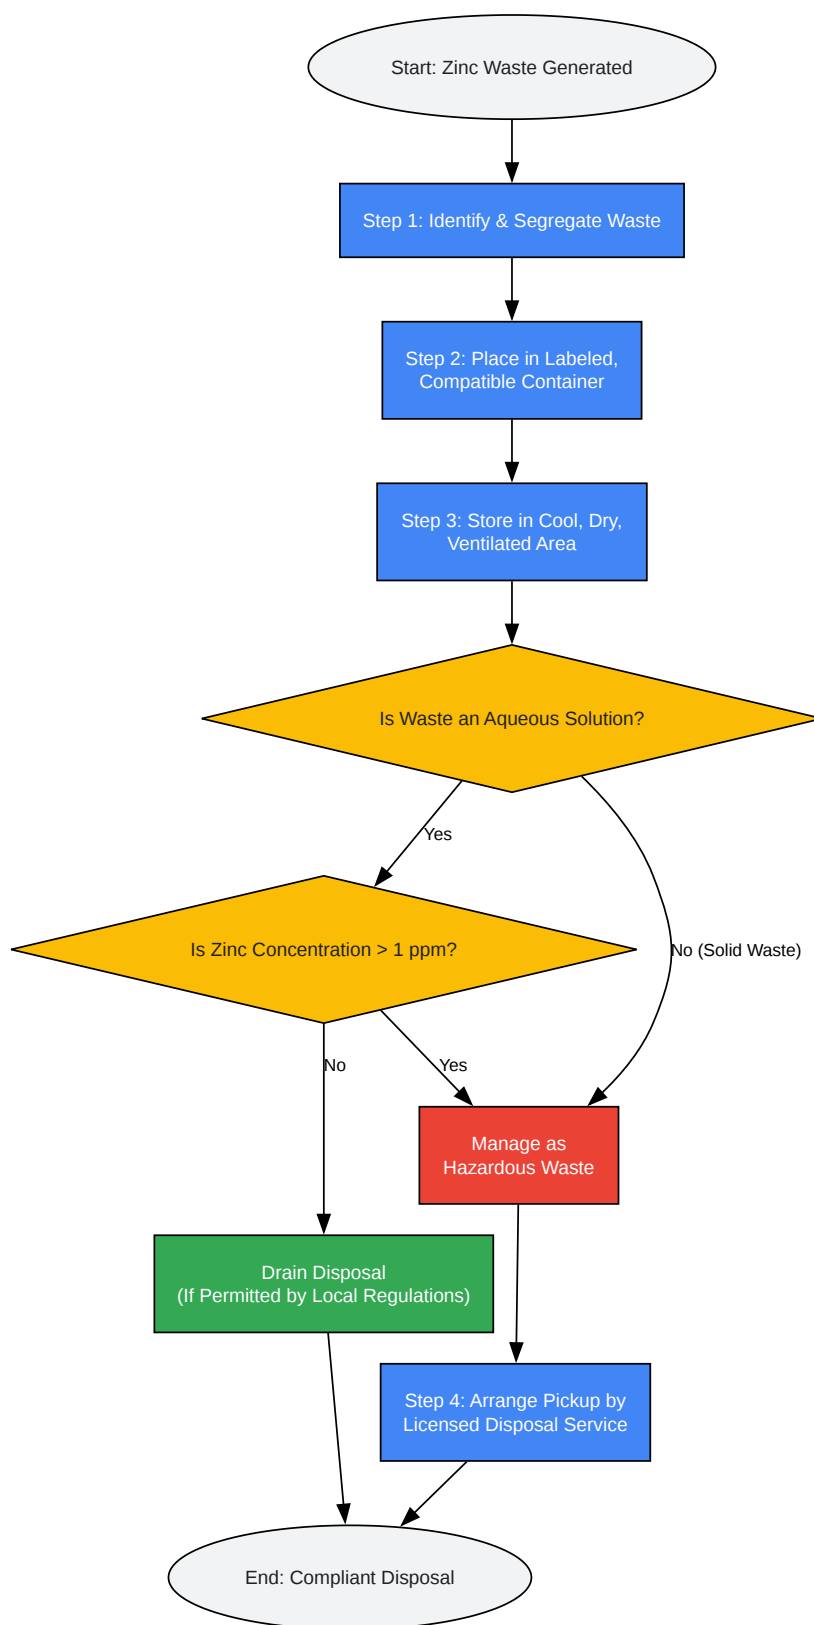 Start: Zinc Waste Generated
Step 1: Identify & Segregate Waste
Step 2: Place in Labeled,
Compatible Container
Step 3: Store in Cool, Dry,
Ventilated Area
Is Waste an Aqueous Solution?
Yes
Is Zinc Concentration > 1 ppm?
No (Solid Waste)
No
Yes
Manage as
Hazardous Waste
Drain Disposal
(If Permitted by Local Regulations)
Step 4: Arrange Pickup by
Licensed Disposal Service
End: Compliant Disposal